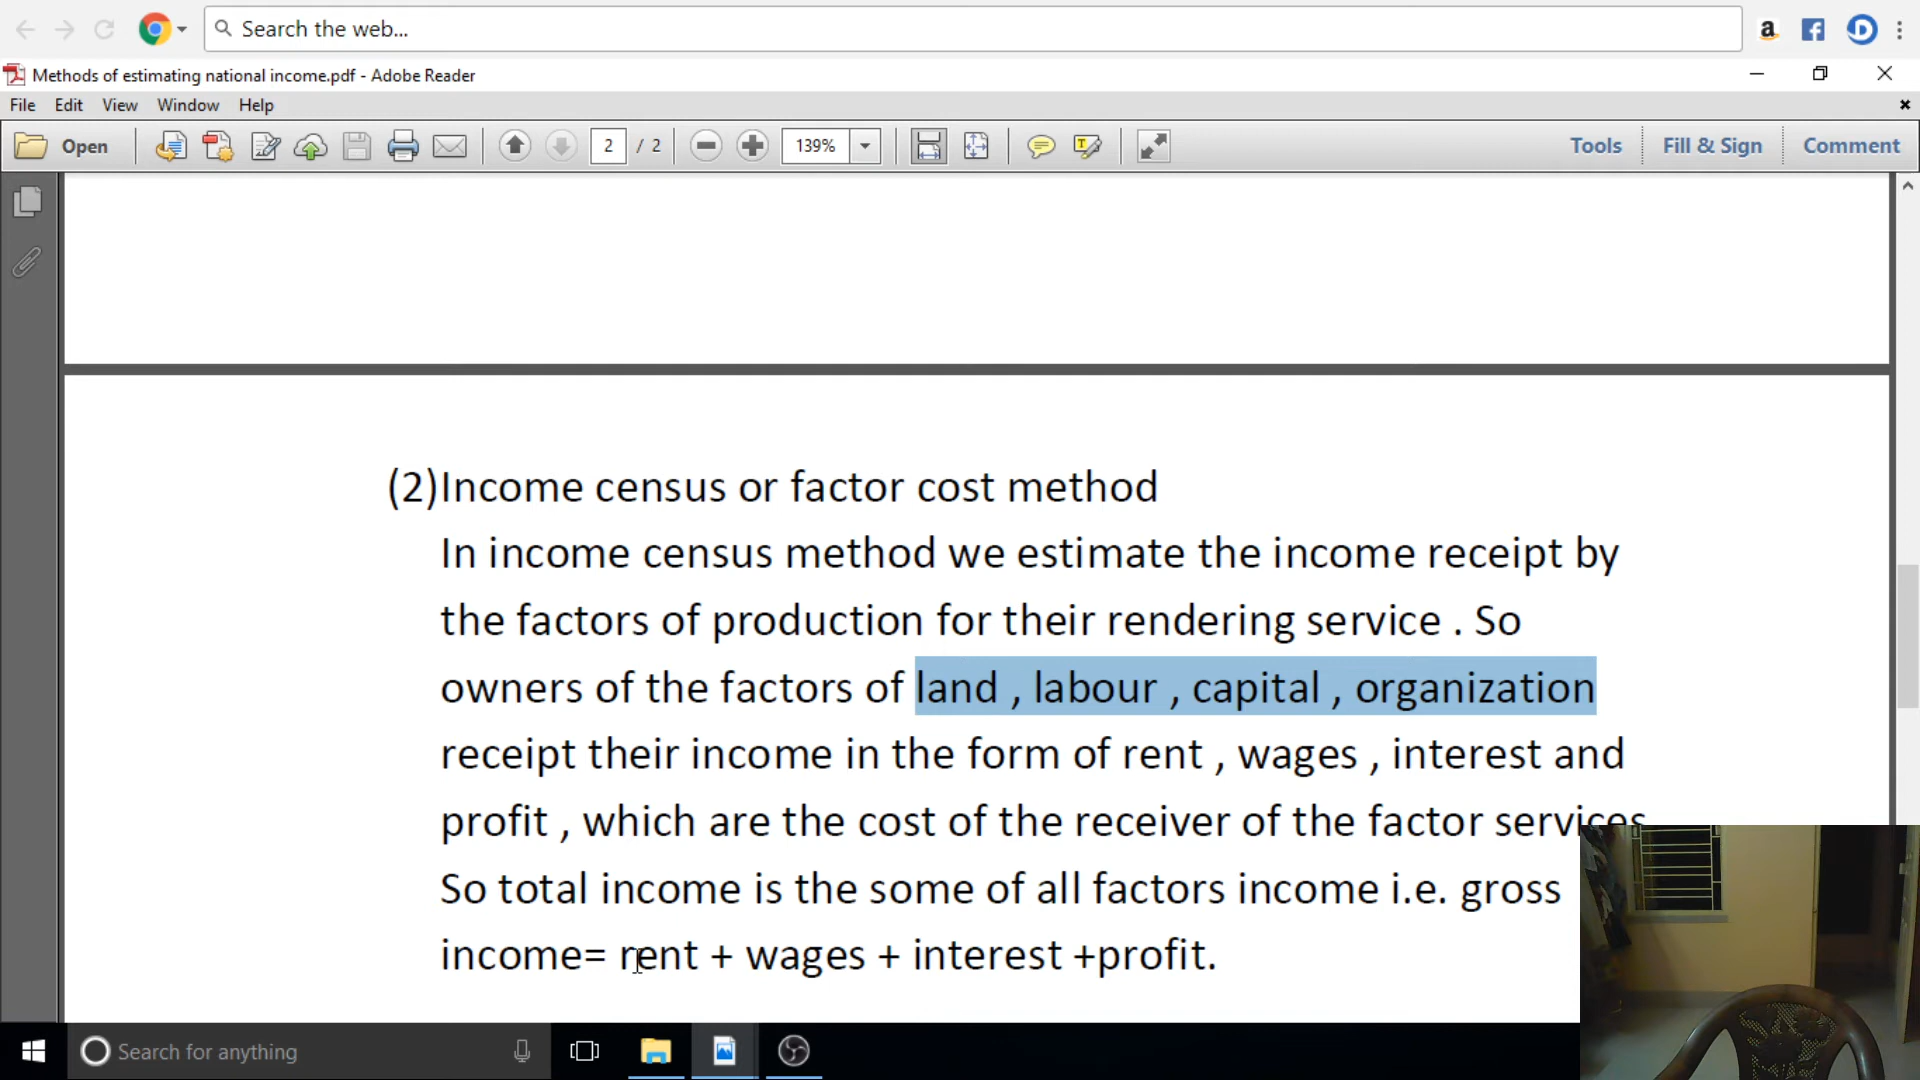 Search the web...
Methods of estimating national income.pdf - Adobe Reader
File Edit View Window Help
Open 2 / 2 139% Tools Fill & Sign Comment
(2)Income census or factor cost method
In income census method we estimate the income receipt by
the factors of production for their rendering service . So
owners of the factors of land , labour , capital , organization
receipt their income in the form of rent , wages , interest and
profit , which are the cost of the receiver of the factor services
So total income is the some of all factors income i.e. gross
income= rent + wages + interest +profit.
Search for anything